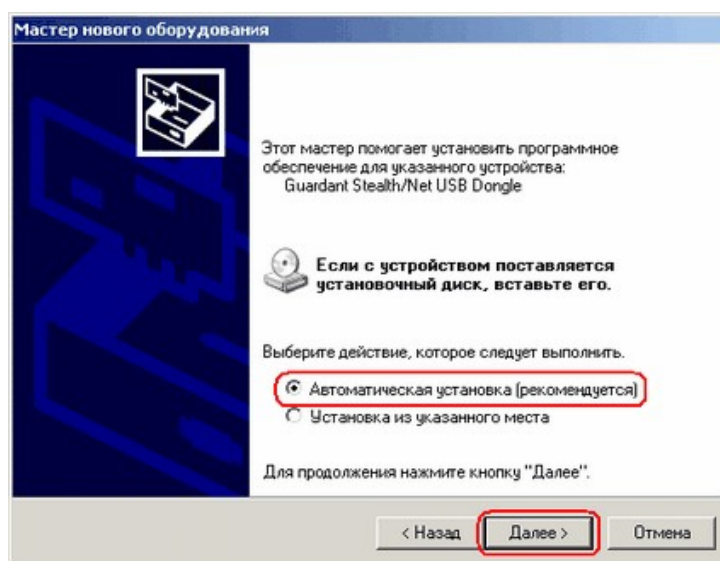 Мастер нового оборудования
Этот мастер помогает установить программное
обеспечение для указанного устройства:
Guardant Stealth/Net USB Dongle
Если с устройством поставляется
установочный диск, вставьте его.
Выберите действие, которое следует выполнить.
Автоматическая установка (рекомендуется)
Установка из указанного места
Для продолжения нажмите кнопку "Далее".
< Назад Далее > Отмена